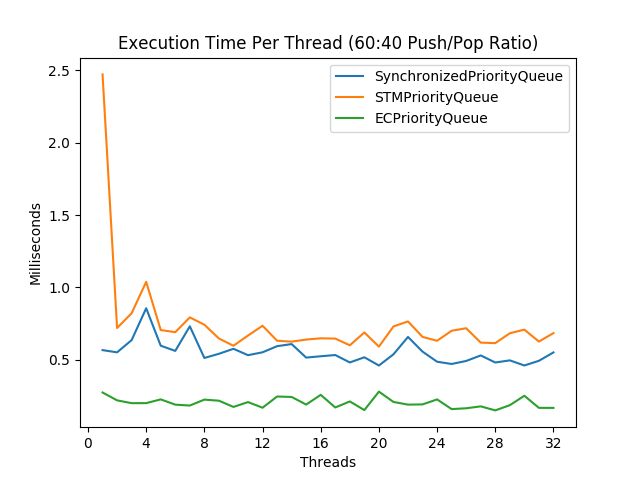 Execution Time Per Thread (60:40 Push/Pop Ratio)
SynchronizedPriorityQueue
STMPriorityQueue
ECPriorityQueue
2.5
2.0
1.5
1.0
0.5
Milliseconds
0 4 8 12 16 20 24 28 32
Threads